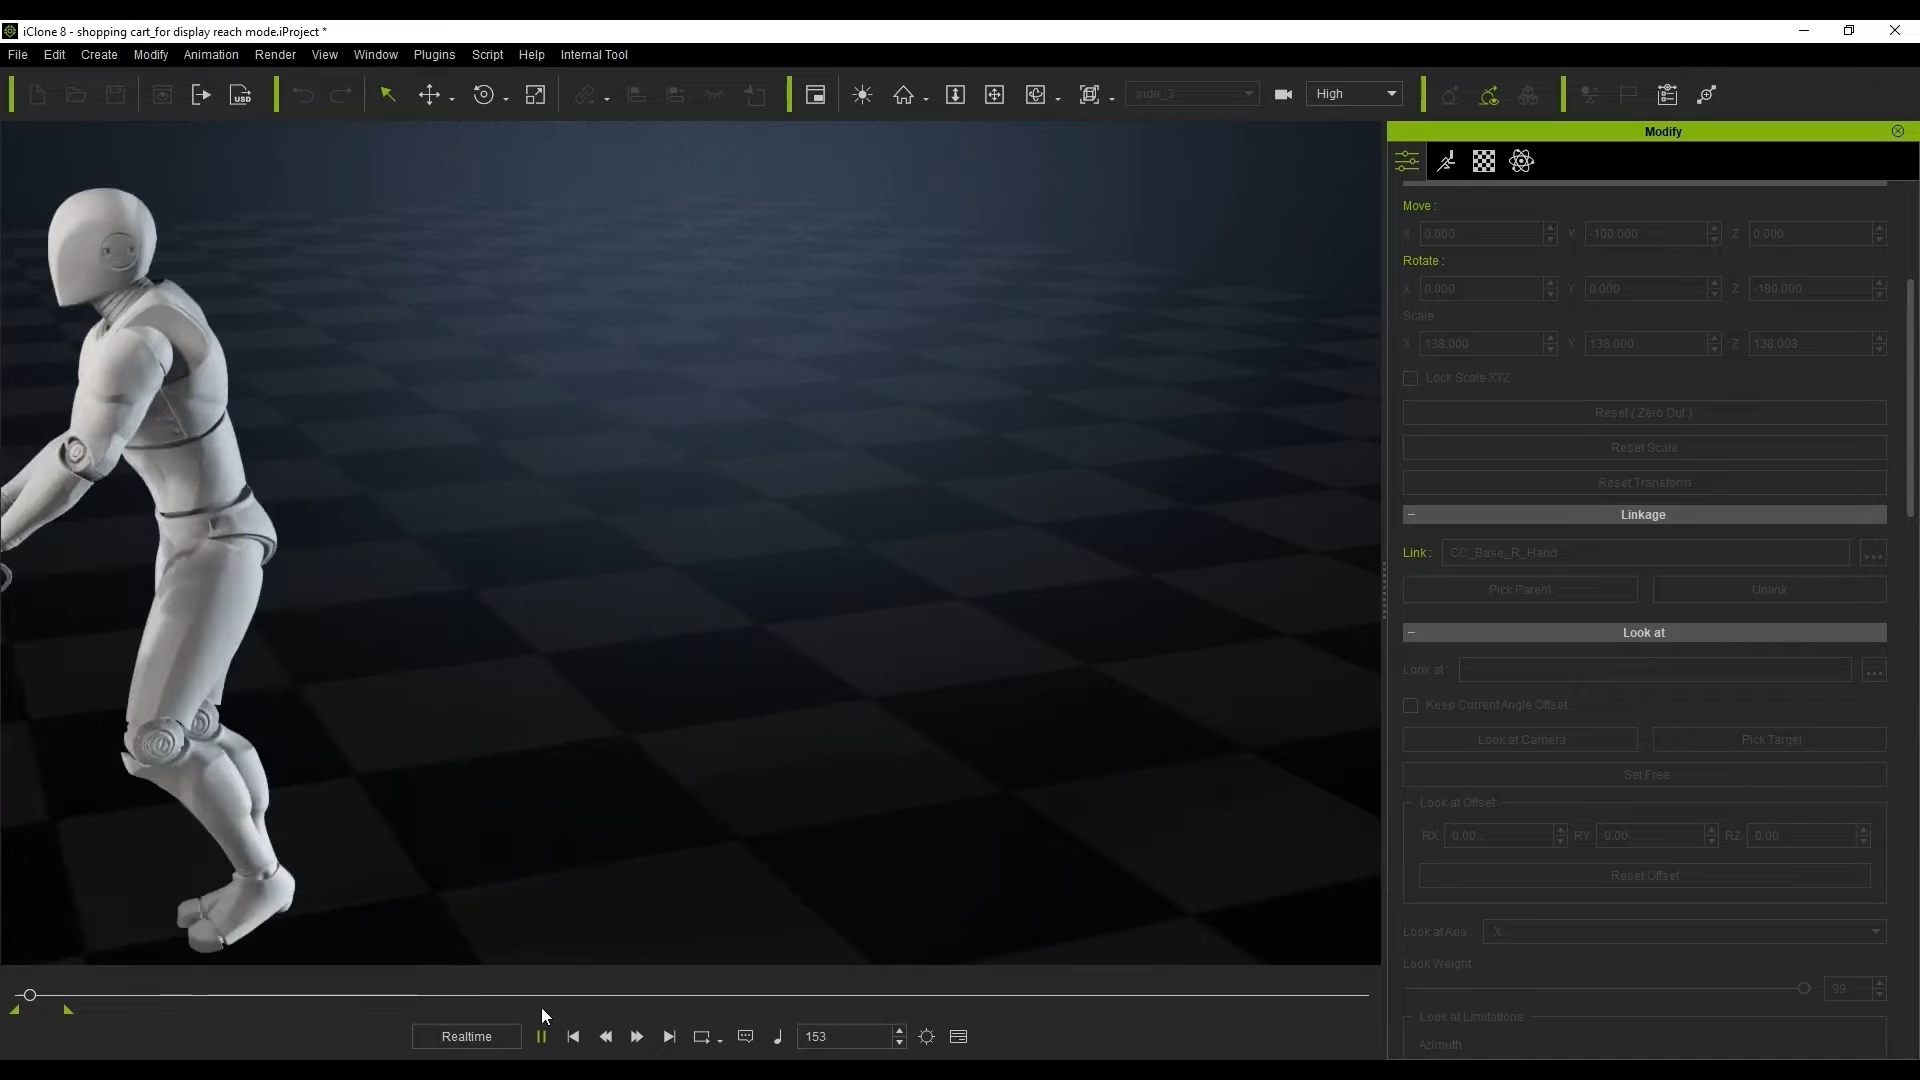 iClone 8 - shopping cart_for display reach mode.iProject *
File Edit Create Modify Animation Render View Window Plugins Script Help Internal Tool
USD side_3 High
Modify
Move :
X 0.000 Y -100.000 Z 0.000
Rotate :
X 0.000 Y 0.000 Z -180.000
Scale
X 138.000 Y 138.000 Z 138.000
Lock Scale XYZ
Reset ( Zero Out )
Reset Scale
Reset Transform
Linkage
Link : CC_Base_R_Hand ...
Pick Parent Unlink
Look at
Look at : ...
Keep Current Angle Offset
Look at Camera Pick Target
Set Free
Look at Offset
RX 0.00 RY 0.00 RZ 0.00
Reset Offset
Look at Axis : X
Look Weight
99
Look at Limitations
Azimuth :
Realtime 153